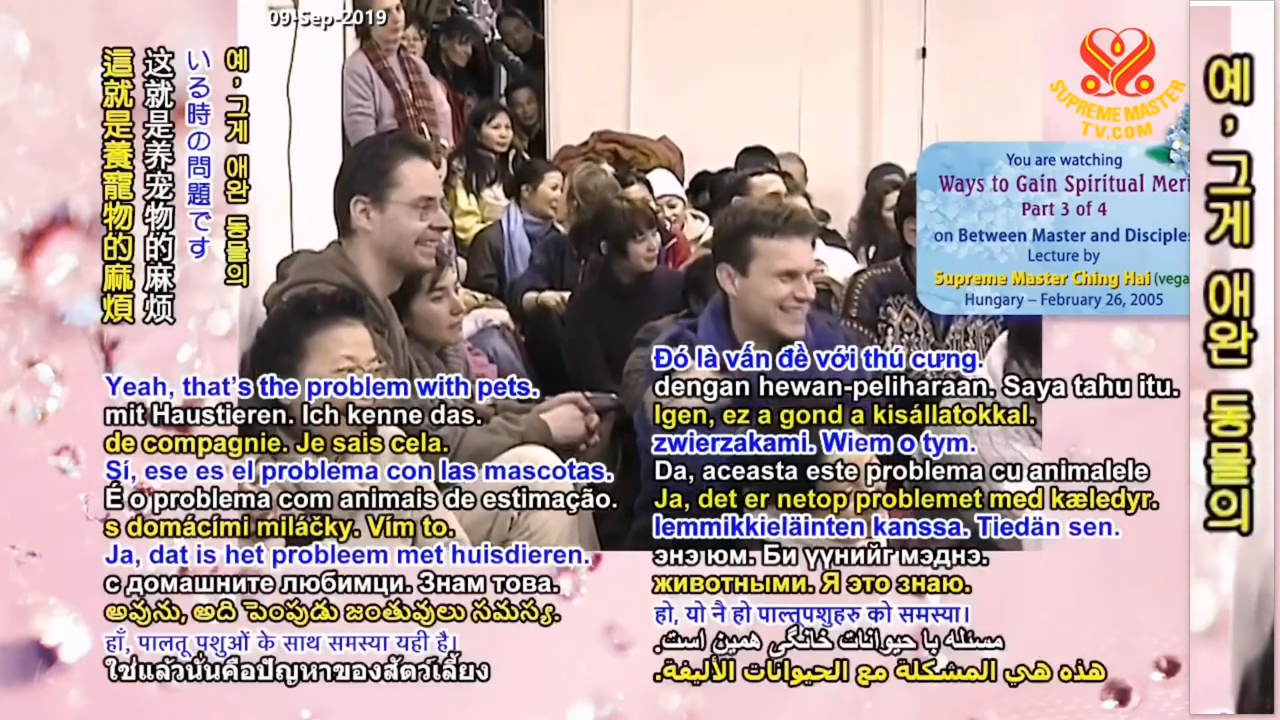 09-Sep-2019
예, 그게 애완 동물의
いる時の問題です
这就是养宠物的麻烦
這就是養寵物的麻煩
SUPREME MASTER
TV.COM
You are watching
Ways to Gain Spiritual Meri
Part 3 of 4
on Between Master and Disciples
Lecture by
Supreme Master Ching Hai (vega
Hungary – February 26, 2005
예, 그게 애완 동물의
Yeah, that's the problem with pets.
mit Haustieren. Ich kenne das.
de compagnie. Je sais cela.
Sí, ese es el problema con las mascotas.
É o problema com animais de estimação.
s domácími miláčky. Vím to.
Ja, dat is het probleem met huisdieren.
с домашните любимци. Знам това.
అవును, అది పెంపుడు జంతువులు సమస్య.
हाँ, पालतू पशुओं के साथ समस्या यही है।
ใช่แล้วนั่นคือปัญหาของสัตว์เลี้ยง
Đó là vấn đề với thú cưng.
dengan hewan-peliharaan. Saya tahu itu.
Igen, ez a gond a kisállatokkal.
zwierzakami. Wiem o tym.
Da, aceasta este problema cu animalele
Ja, det er netop problemet med kæledyr.
lemmikkieläinten kanssa. Tiedän sen.
энэ юм. Би үүнийг мэднэ.
животными. Я это знаю.
हो, यो नै हो पाल्तुपशुहरु को समस्या।
مسئله با حیوانات خانگی همین است.
هذه هي المشكلة مع الحيوانات الأليفة.